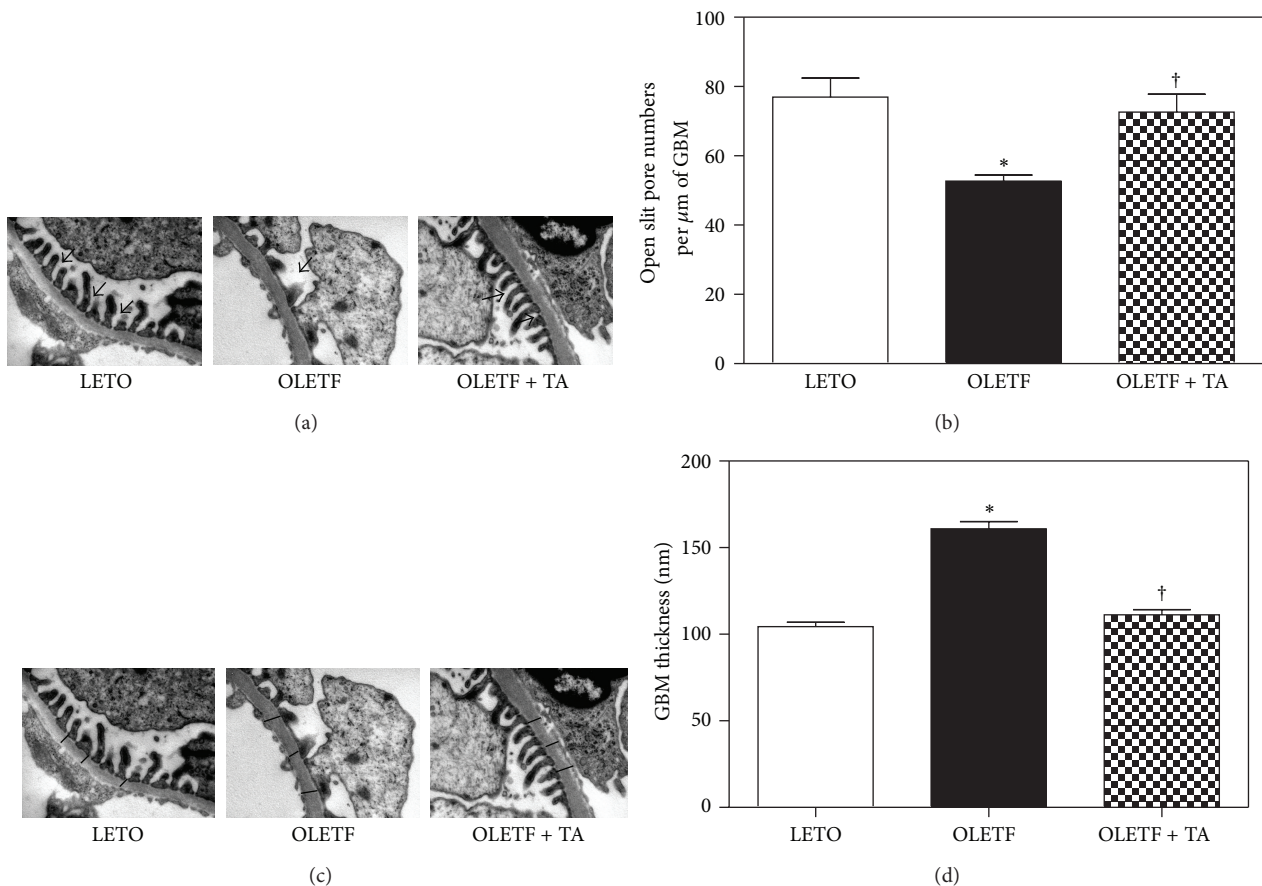 LETO
OLETF
OLETF + TA
(a)
Open slit pore numbers
per μm of GBM
100
80
60
40
20
0
*
†
LETO
OLETF
OLETF + TA
(b)
LETO
OLETF
OLETF + TA
(c)
GBM thickness (nm)
200
150
100
50
0
*
†
LETO
OLETF
OLETF + TA
(d)